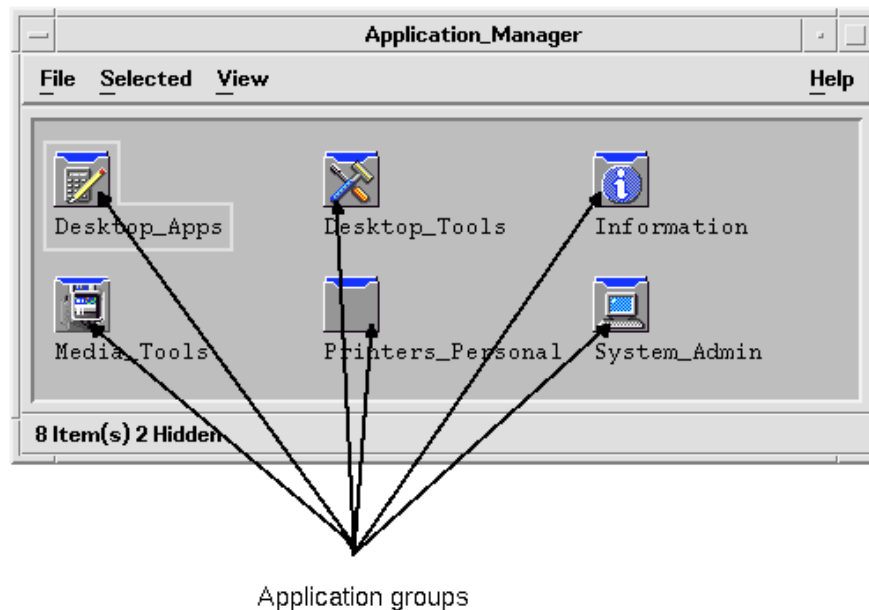 Application_Manager
File Selected View Help
Desktop_Apps Desktop_Tools Information
Media_Tools Printers_Personal System_Admin
8 Item(s) 2 Hidden
Application groups